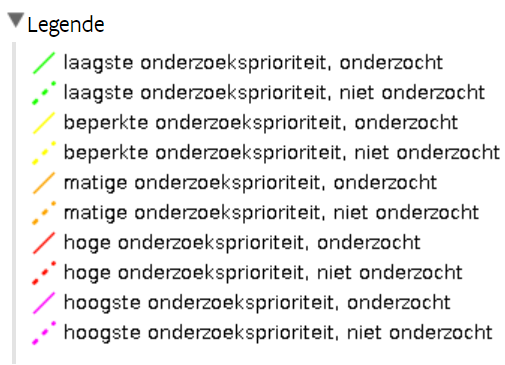 Legende
laagste onderzoeksprioriteit, onderzocht
laagste onderzoeksprioriteit, niet onderzocht
beperkte onderzoeksprioriteit, onderzocht
beperkte onderzoeksprioriteit, niet onderzocht
matige onderzoeksprioriteit, onderzocht
matige onderzoeksprioriteit, niet onderzocht
hoge onderzoeksprioriteit, onderzocht
hoge onderzoeksprioriteit, niet onderzocht
hoogste onderzoeksprioriteit, onderzocht
hoogste onderzoeksprioriteit, niet onderzocht